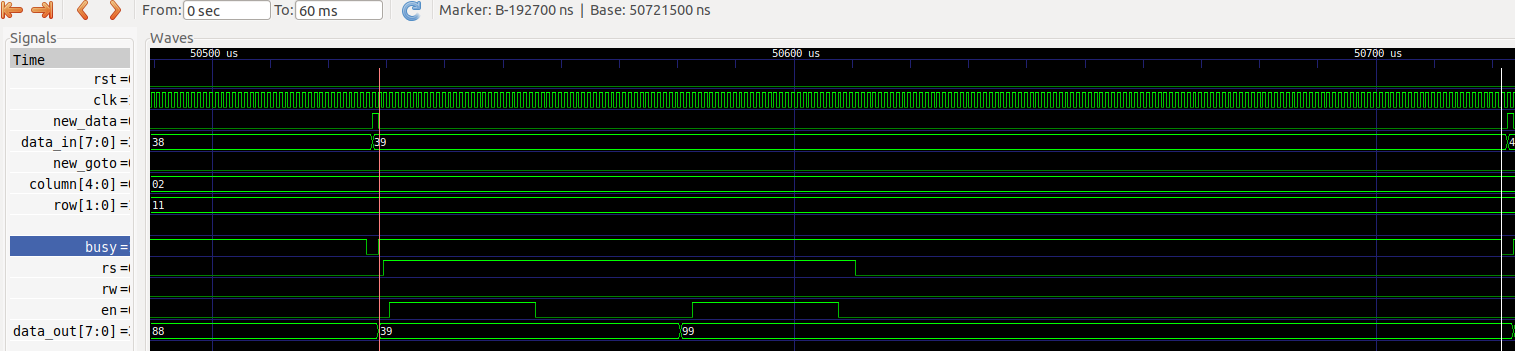 From: 0 sec To: 60 ms Marker: B-192700 ns | Base: 50721500 ns
Signals Waves
Time 50500 us 50600 us 50700 us
rst =
clk =
new_data =
data_in[7:0] = 38 39 4
new_goto =
column[4:0] = 02
row[1:0] = 11
busy =
rs =
rw =
en =
data_out[7:0] = 88 39 99